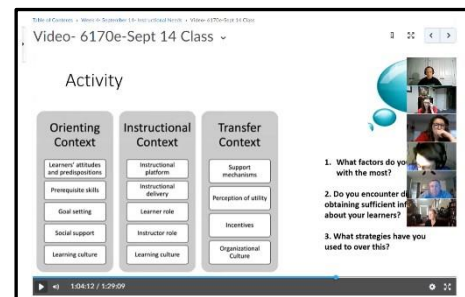 Table of Contents › Week 2: September 13- Instructional Needs › Video- 6170e-Sept 14 Class
Video- 6170e-Sept 14 Class
Activity
Orienting
Context
Learners' attitudes
and predispositions
Prerequisite skills
Goal setting
Social support
Learning culture
Instructional
Context
Instructional
platform
Instructional
delivery
Learner role
Instructor role
Learning culture
Transfer
Context
Support
mechanisms
Perception of utility
Incentives
Organizational
Culture
1. What factors do yo
with the most?
2. Do you encounter di
obtaining sufficient inf
about your learners?
3. What strategies have you
used to over this?
1:04:12 / 1:29:09